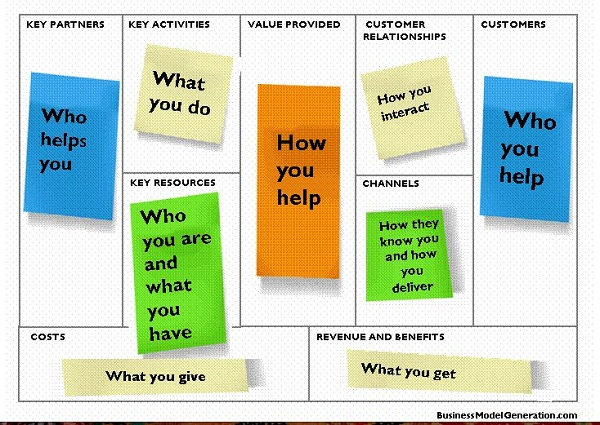 KEY PARTNERS
Who
helps
you
KEY ACTIVITIES
What
you do
KEY RESOURCES
Who
you are
and
what
you
have
VALUE PROVIDED
How
you
help
CUSTOMER
RELATIONSHIPS
How you
interact
CHANNELS
How they
know you
and how
you
deliver
CUSTOMERS
Who
you
help
COSTS
What you give
REVENUE AND BENEFITS
What you get
BusinessModelGeneration.com